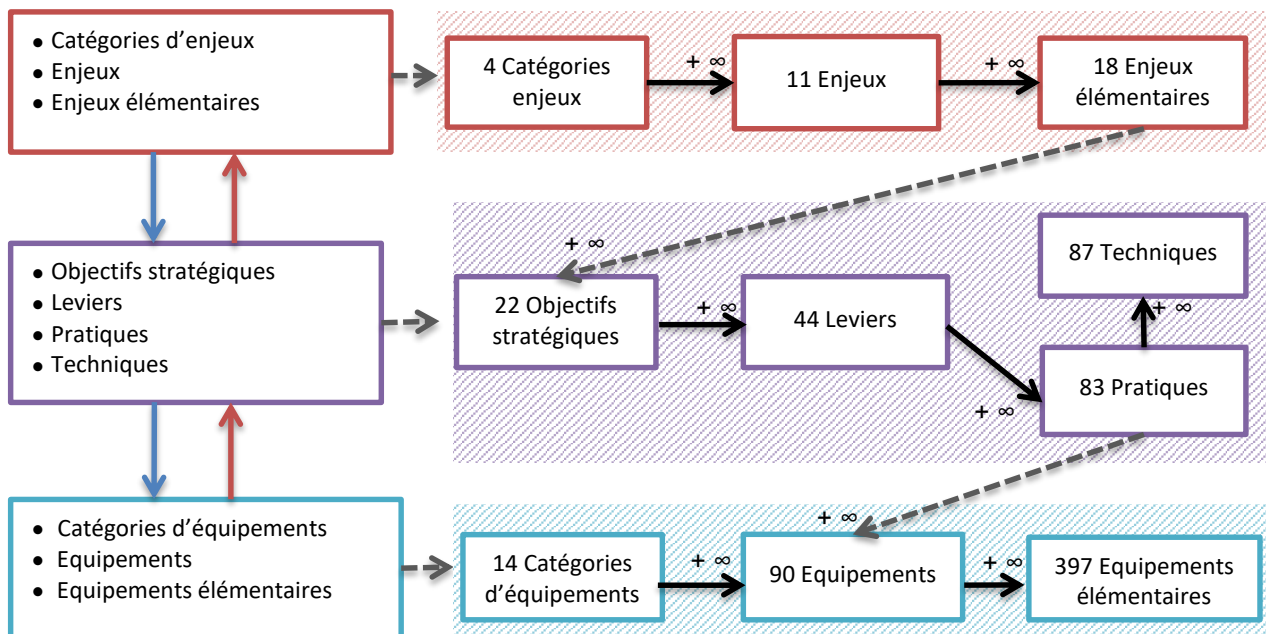 ● Catégories d’enjeux
● Enjeux
● Enjeux élémentaires
4 Catégories
enjeux
+ ∞
11 Enjeux
+ ∞
18 Enjeux
élémentaires
● Objectifs stratégiques
● Leviers
● Pratiques
● Techniques
+ ∞
22 Objectifs
stratégiques
+ ∞
44 Leviers
+ ∞
83 Pratiques
+ ∞
87 Techniques
● Catégories d’équipements
● Equipements
● Equipements élémentaires
14 Catégories
d’équipements
+ ∞
+ ∞
90 Equipements
+ ∞
397 Equipements
élémentaires